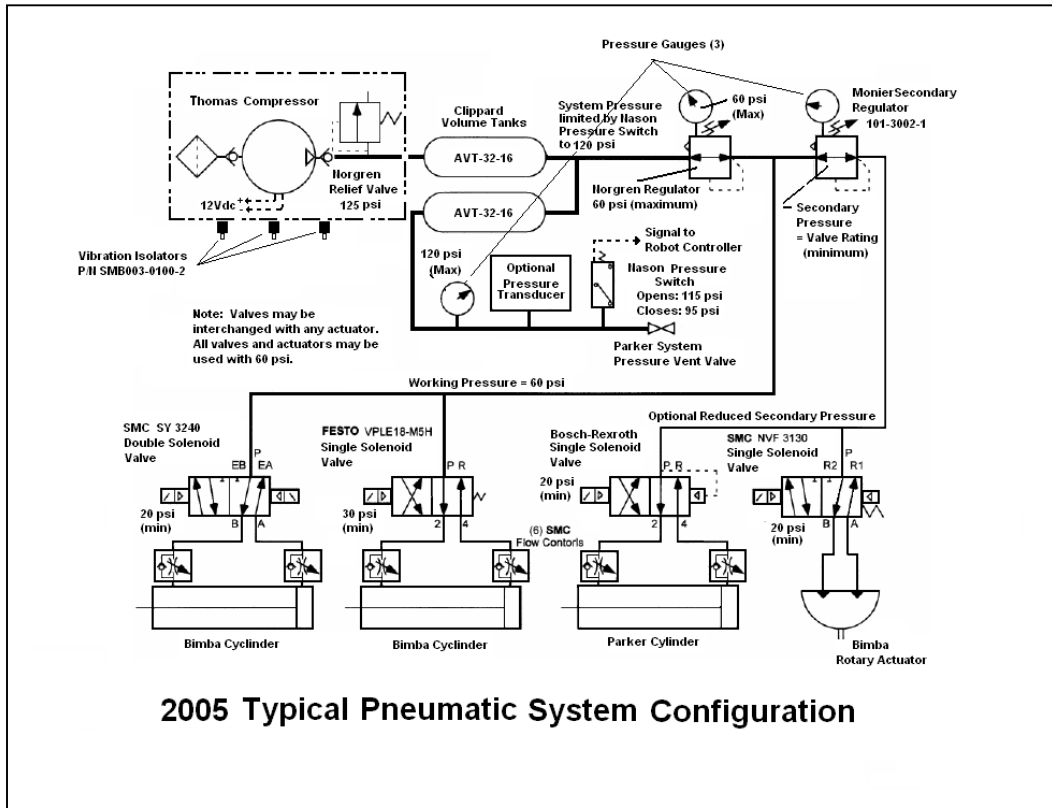 Pressure Gauges (3)
Thomas Compressor
Norgren
Relief Valve
125 psi
12Vdc
+
-
Vibration Isolators
P/N SMB003-0100-2
Clippard
Volume Tanks
AVT-32-16
AVT-32-16
System Pressure
limited by Nason
Pressure Switch
to 120 psi
60 psi
(Max)
Norgren Regulator
60 psi (maximum)
Monier Secondary
Regulator
101-3002-1
Secondary
Pressure
= Valve Rating
(minimum)
120 psi
(Max)
Optional
Pressure
Transducer
Signal to
Robot Controller
Nason Pressure
Switch
Opens: 115 psi
Closes: 95 psi
Parker System
Pressure Vent Valve
Note: Valves may be
interchanged with any actuator.
All valves and actuators may be
used with 60 psi.
Working Pressure = 60 psi
Optional Reduced Secondary Pressure
SMC SY 3240
Double Solenoid
Valve
P
EB EA
20 psi
(min)
B A
Bimba Cyclinder
FESTO VPLE18-M5H
Single Solenoid
Valve
P R
30 psi
(min)
2 4
(6) SMC
Flow Contorls
Bimba Cyclinder
Bosch-Rexroth
Single Solenoid
Valve
P R
20 psi
(min)
2 4
Parker Cylinder
SMC NVF 3130
Single Solenoid
Valve
P
R2 R1
20 psi
(min)
B A
Bimba
Rotary Actuator
2005 Typical Pneumatic System Configuration